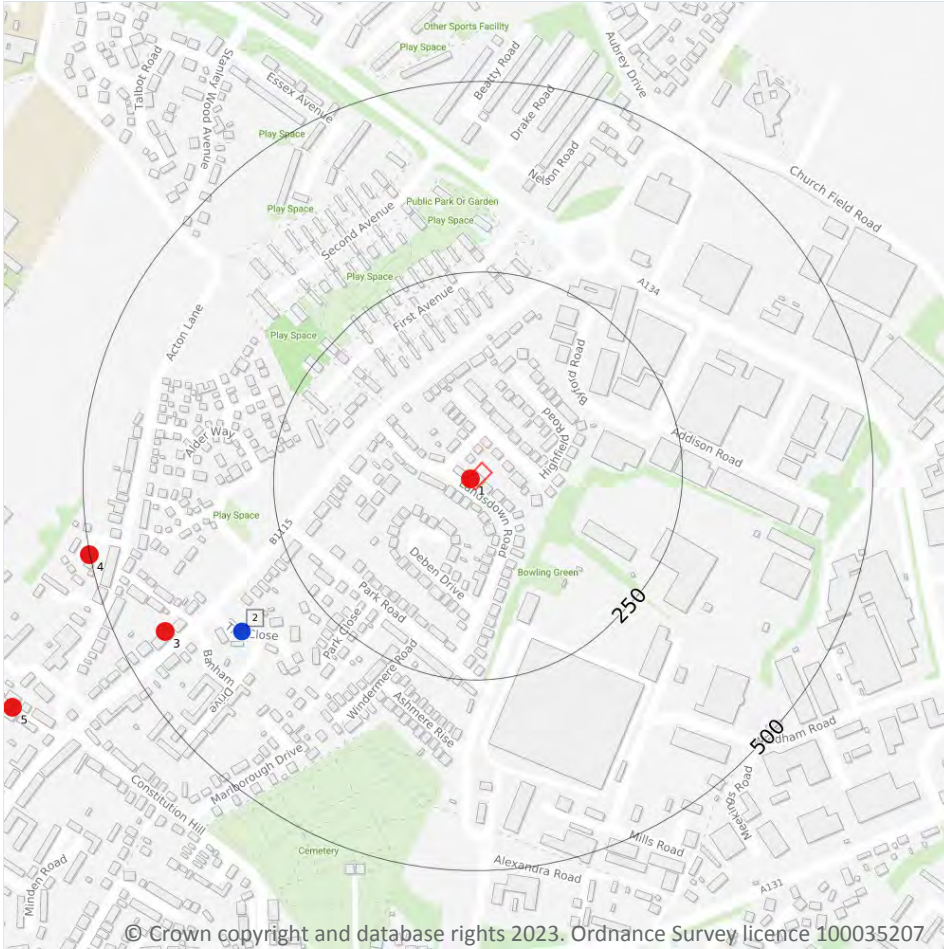 Other Sports Facility
Play Space
Beatty Road
Aubrey Drive
Talbot Road
Stanley Wood Avenue
Essex Avenue
Drake Road
Play Space
Nelson Road
Church Field Road
Public Park Or Garden
Play Space
Play Space
Second Avenue
Play Space
A134
First Avenue
Acton Lane
Play Space
Byford Road
Highfield Road
Alder Way
Addison Road
1
Landsdown Road
Play Space
B1115
Deben Drive
Bowling Green
4
Park Road
250
2
The Close
3
Park Close
Banham Drive
Windermere Road
5
Ashmere Rise
500
Marlborough Drive
Constitution Hill
Meekings Road
Mills Road
Cemetery
Alexandra Road
A131
Minden Road
© Crown copyright and database rights 2023. Ordnance Survey licence 100035207